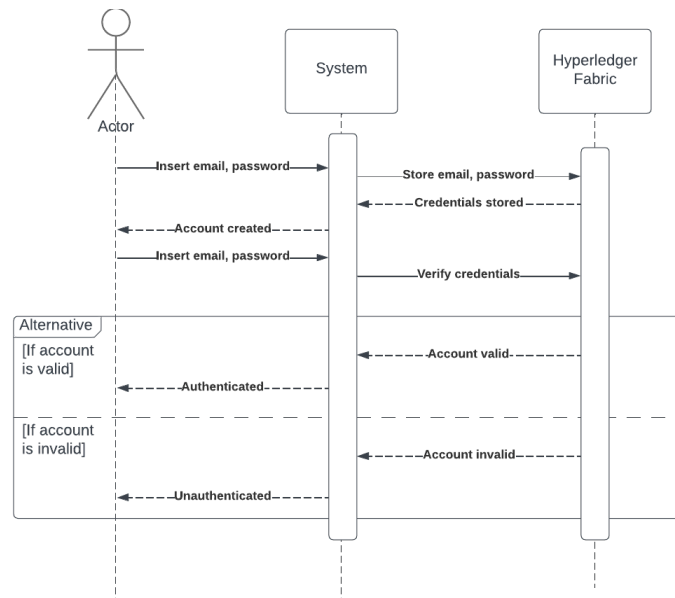 System
Hyperledger
Fabric
Actor
Insert email, password
Store email, password
Credentials stored
Account created
Insert email, password
Verify credentials
Alternative
[If account
is valid]
Account valid
Authenticated
[If account
is invalid]
Account invalid
Unauthenticated